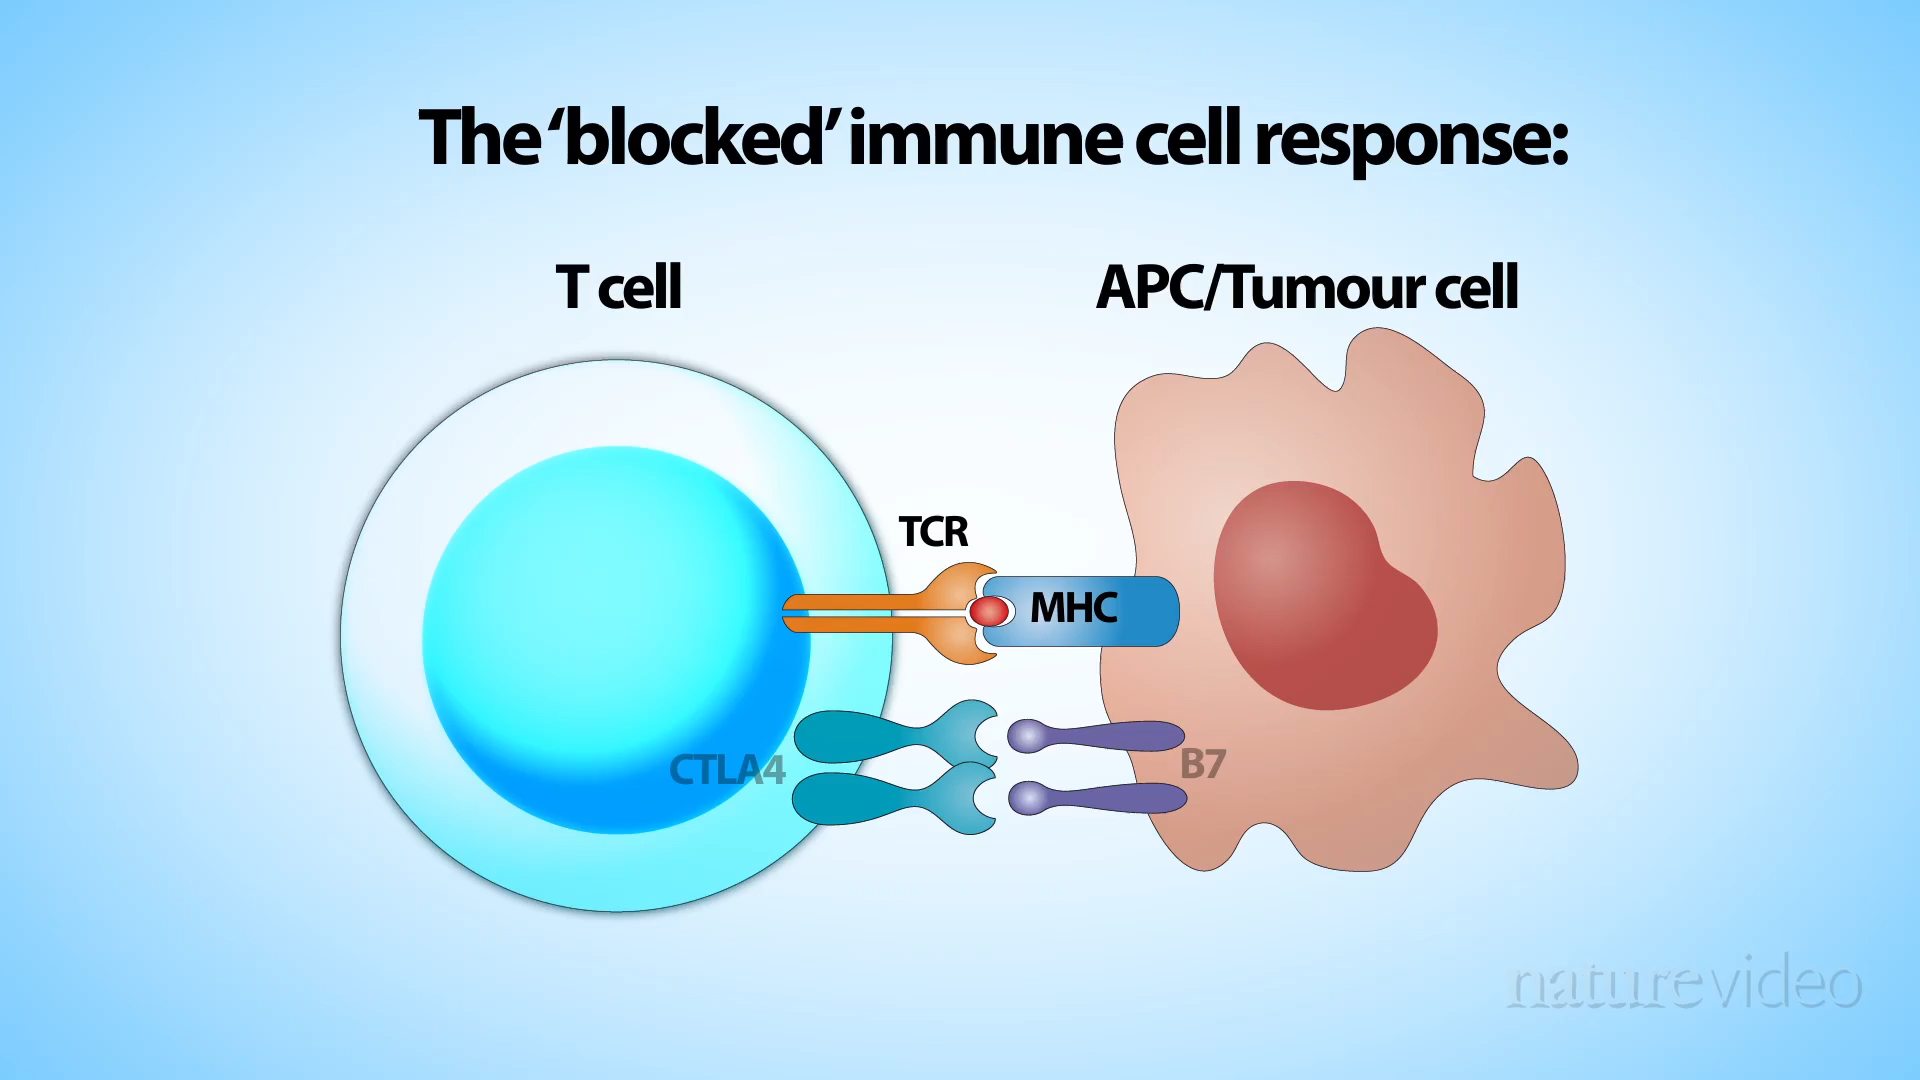 The ‘blocked’ immune cell response:
T cell
APC/Tumour cell
TCR
MHC
CTLA4
B7
naturevideo